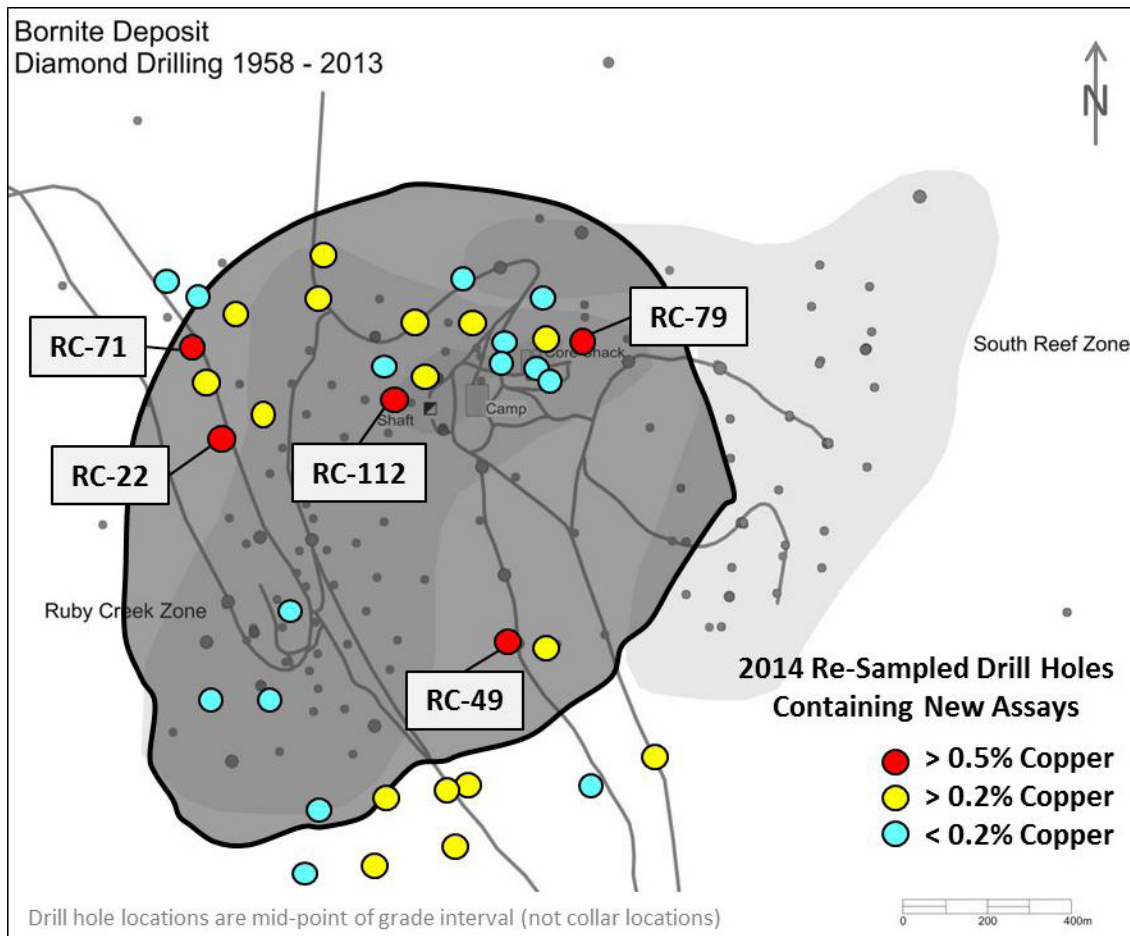 Bornite Deposit
Diamond Drilling 1958 - 2013
N
RC-71
RC-79
Core Shack
South Reef Zone
Camp
Shaft
RC-22
RC-112
Ruby Creek Zone
RC-49
2014 Re-Sampled Drill Holes
Containing New Assays
> 0.5% Copper
> 0.2% Copper
< 0.2% Copper
Drill hole locations are mid-point of grade interval (not collar locations)
0 200 400m